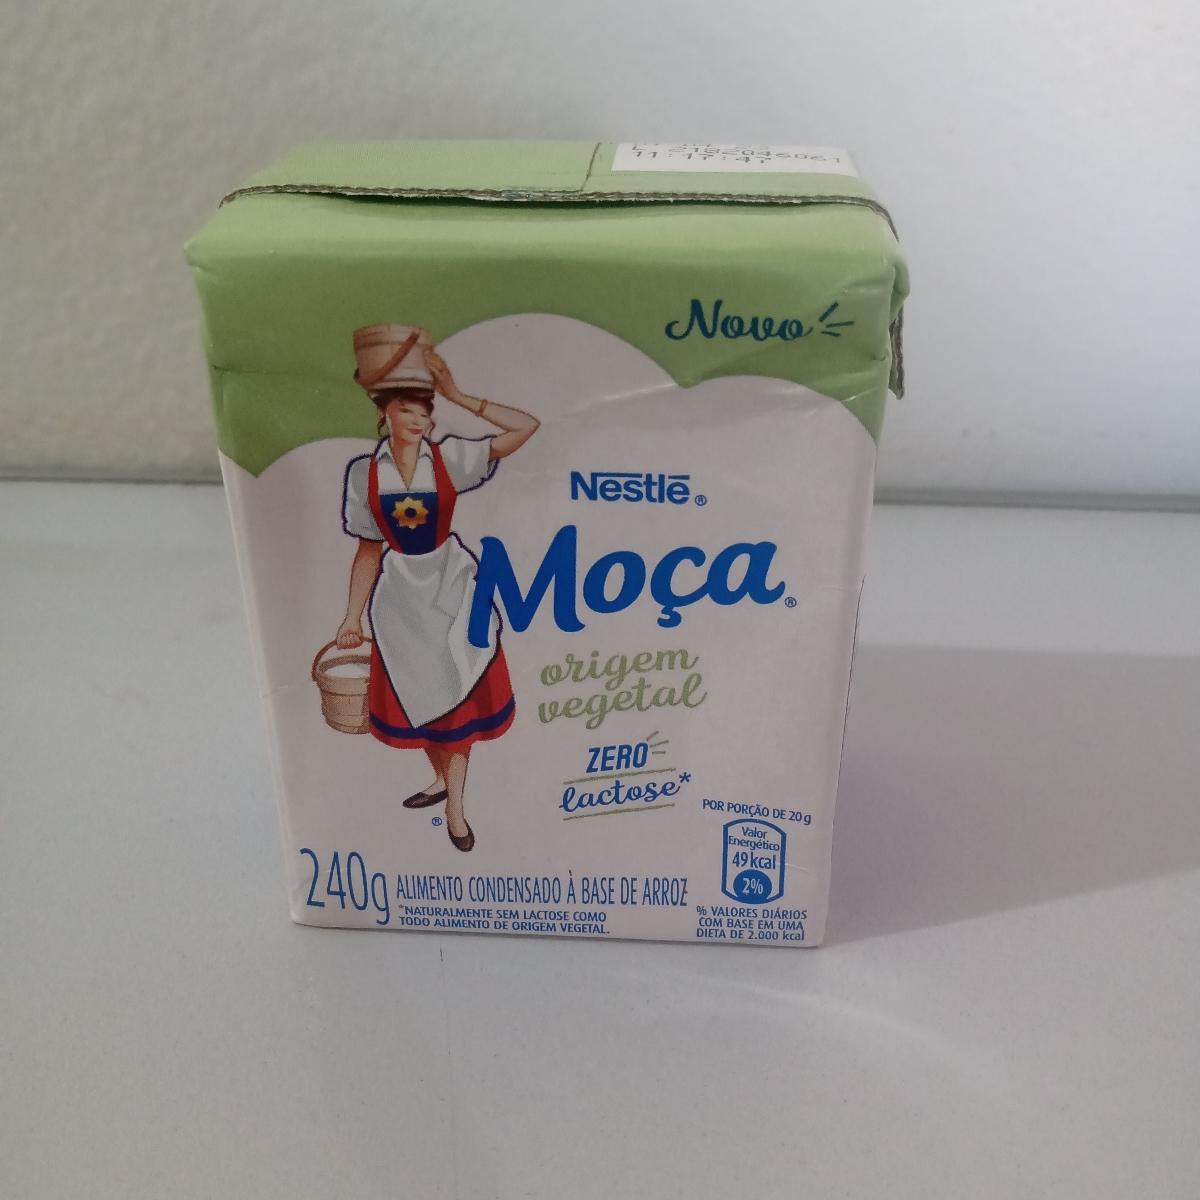 11:17:47
Novo
Nestlé®
Moça®
origem
vegetal
ZERO
lactose*
POR PORÇÃO DE 20 g
Valor
Energético
49 kcal
2%
% VALORES DIÁRIOS
COM BASE EM UMA
DIETA DE 2.000 kcal
®
240g ALIMENTO CONDENSADO À BASE DE ARROZ
*NATURALMENTE SEM LACTOSE COMO
TODO ALIMENTO DE ORIGEM VEGETAL.